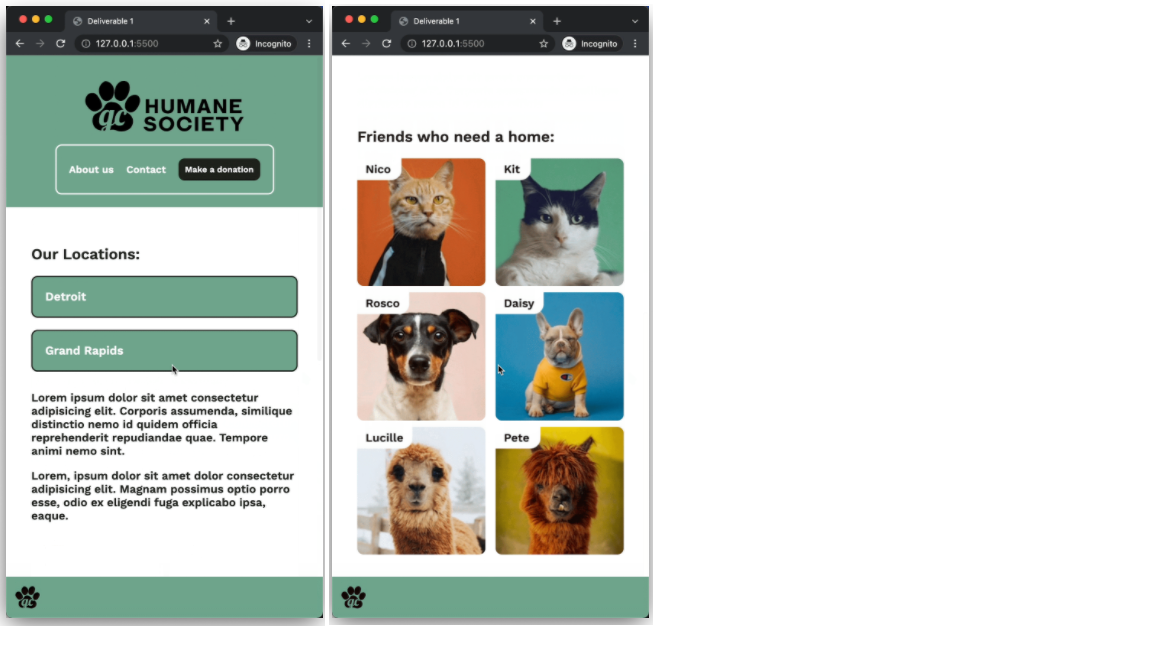 Deliverable 1
127.0.0.1:5500
Incognito
gc
HUMANE
SOCIETY
About us
Contact
Make a donation
Our Locations:
Detroit
Grand Rapids
Lorem ipsum dolor sit amet consectetur
adipisicing elit. Corporis assumenda, similique
distinctio nemo id quidem officia
reprehenderit repudiandae quae. Tempore
animi nemo sint.
Lorem, ipsum dolor sit amet dolor consectetur
adipisicing elit. Magnam possimus optio porro
esse, odio ex eligendi fuga explicabo ipsa,
eaque.
gc
Deliverable 1
127.0.0.1:5500
Incognito
Friends who need a home:
Nico
Kit
Rosco
Daisy
Lucille
Pete
gc